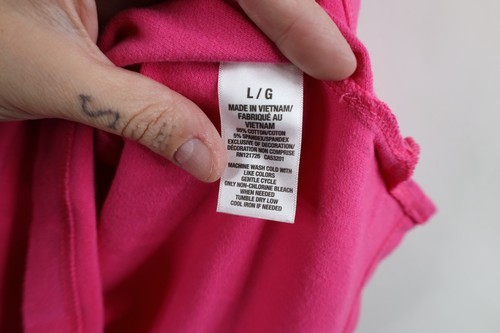 L / G
MADE IN VIETNAM/
FABRIQUÉ AU
VIETNAM
95% COTTON/COTON
5% SPANDEX/SPANDEX
EXCLUSIVE OF DECORATION/
DÉCORATION NON COMPRISE
RN121726 CA53201
MACHINE WASH COLD WITH
LIKE COLORS
GENTLE CYCLE
ONLY NON-CHLORINE BLEACH
WHEN NEEDED
TUMBLE DRY LOW
COOL IRON IF NEEDED